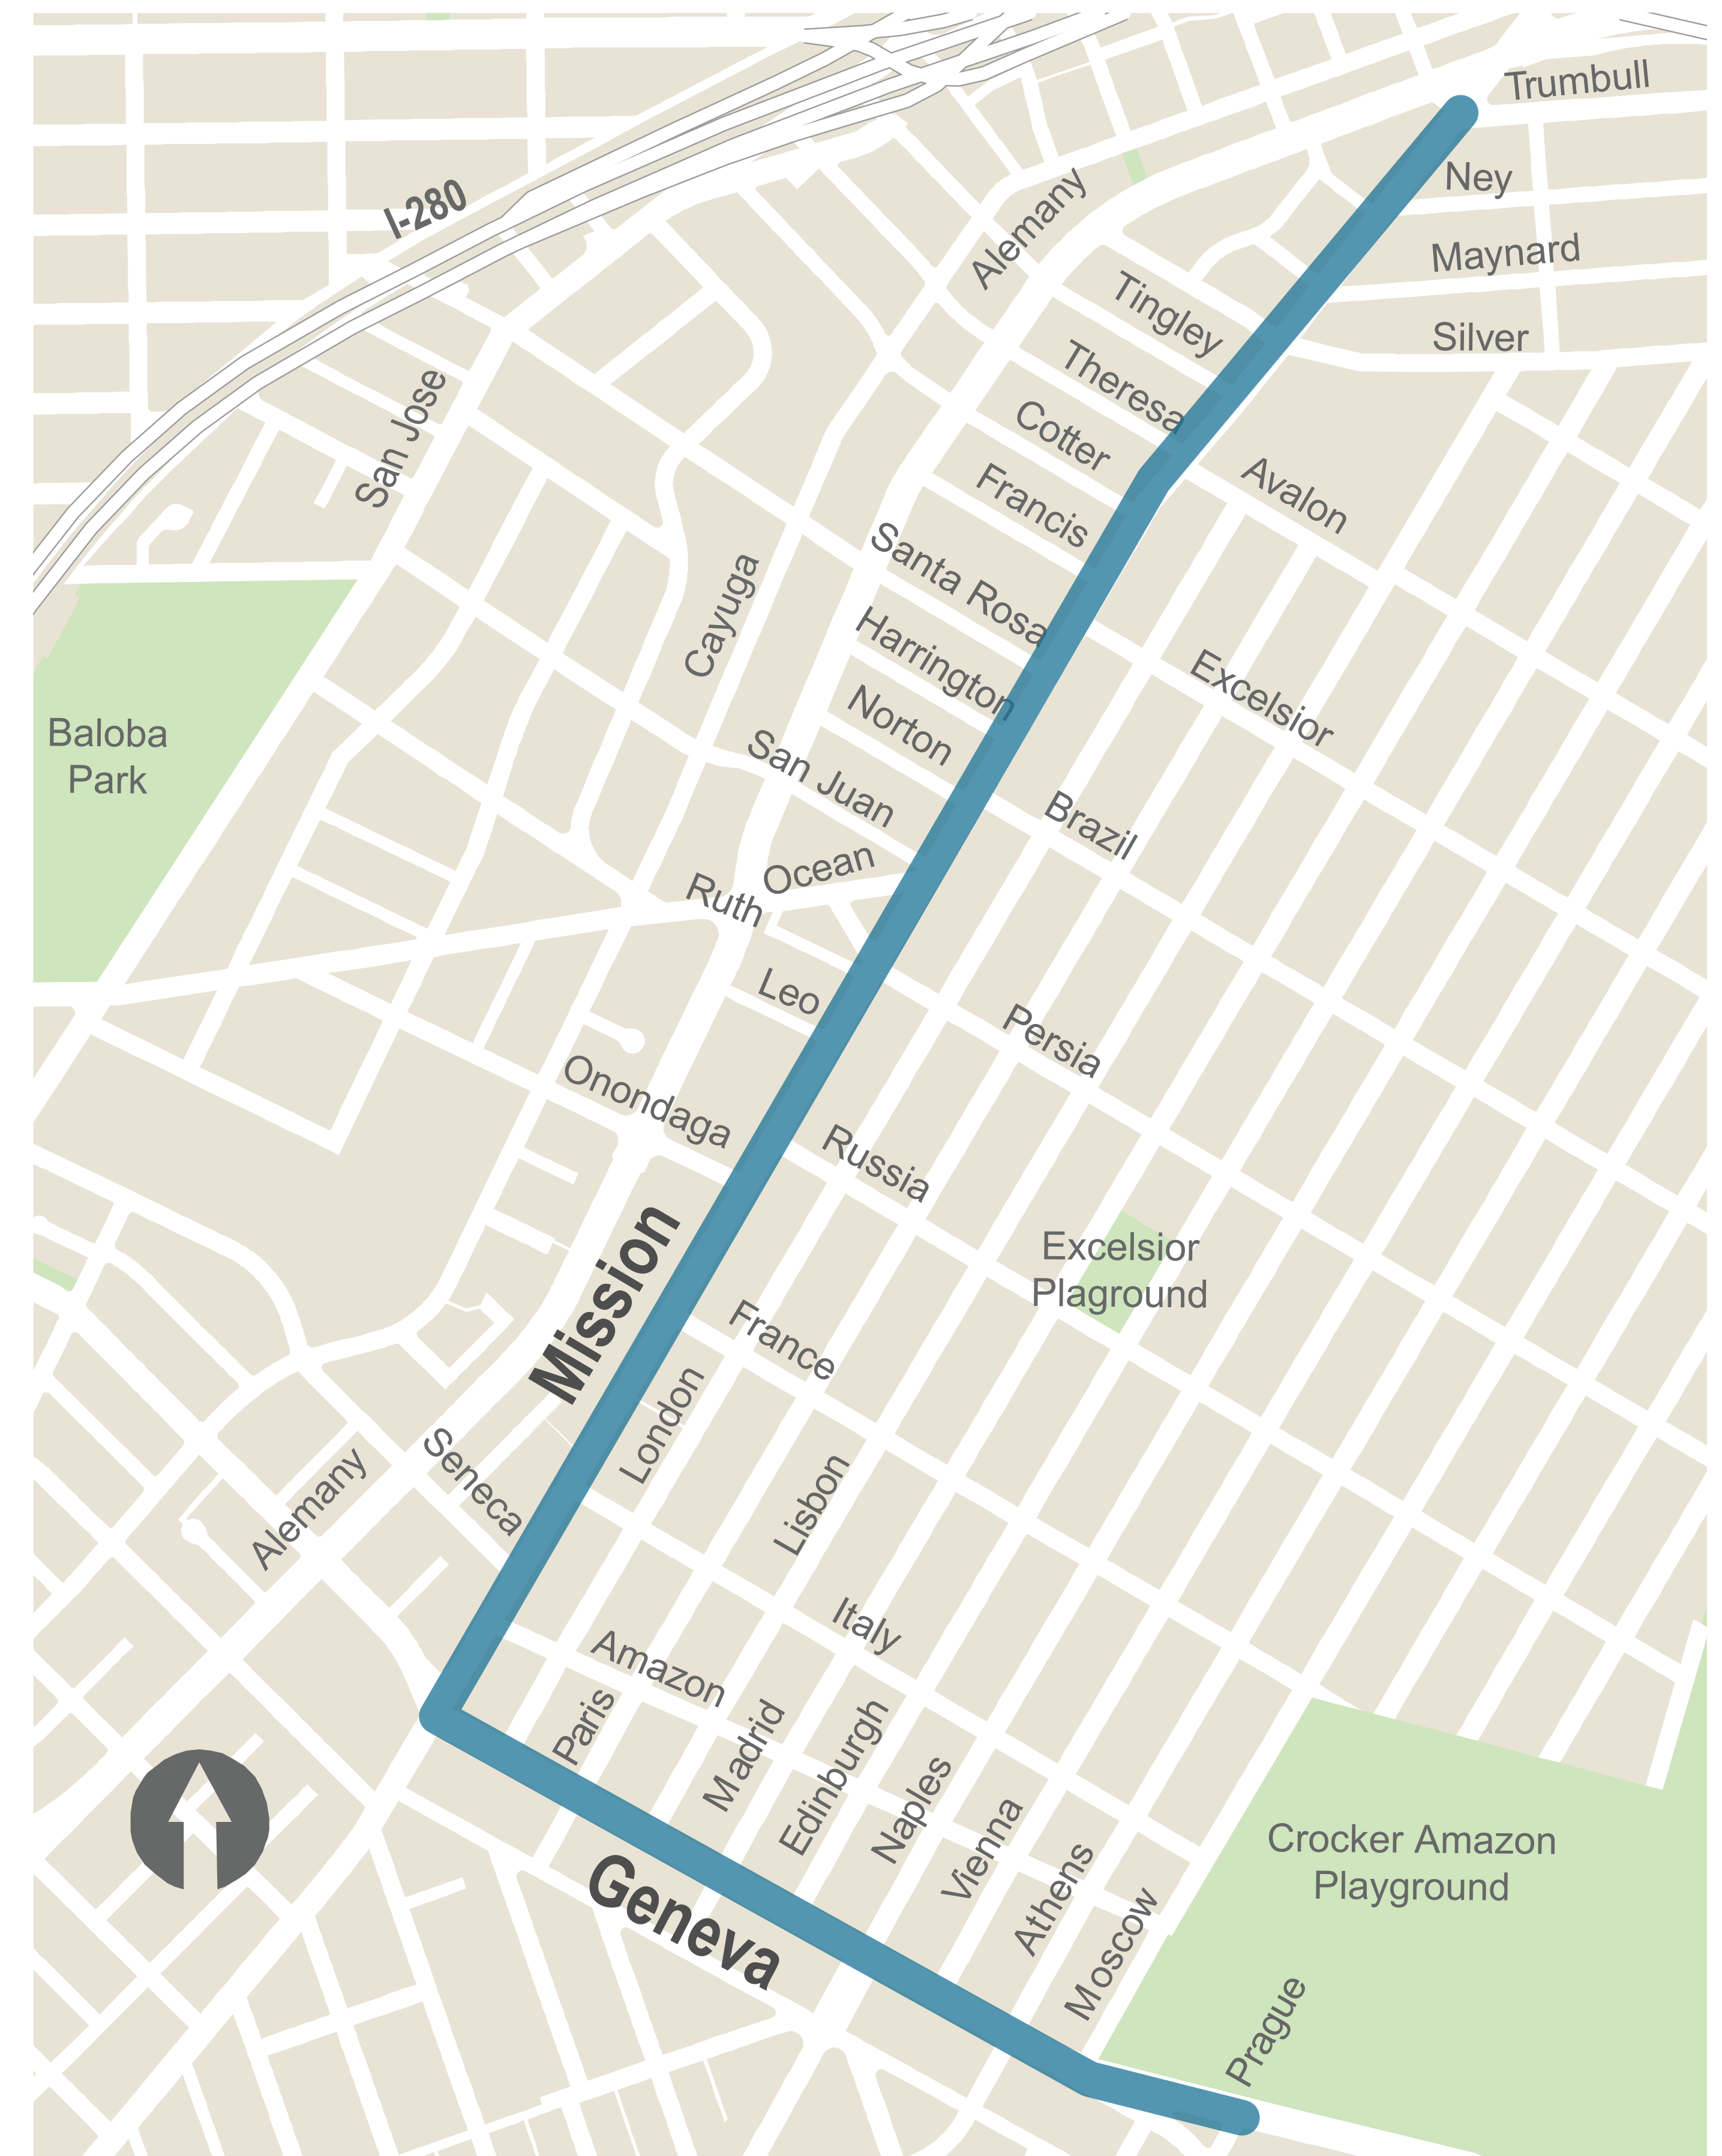 Trumbull
I-280
Ney
Alemany
Maynard
Tingley
Silver
Theresa
San Jose
Cotter
Francis
Avalon
Santa Rosa
Cayuga
Harrington
Excelsior
Norton
Baloba
Park
San Juan
Brazil
Ocean
Ruth
Leo
Persia
Onondaga
Russia
Mission
Excelsior
Plaground
France
London
Seneca
Alemany
Lisbon
Italy
Amazon
Paris
Madrid
Edinburgh
Naples
Vienna
Athens
Moscow
Crocker Amazon
Playground
Geneva
Prague